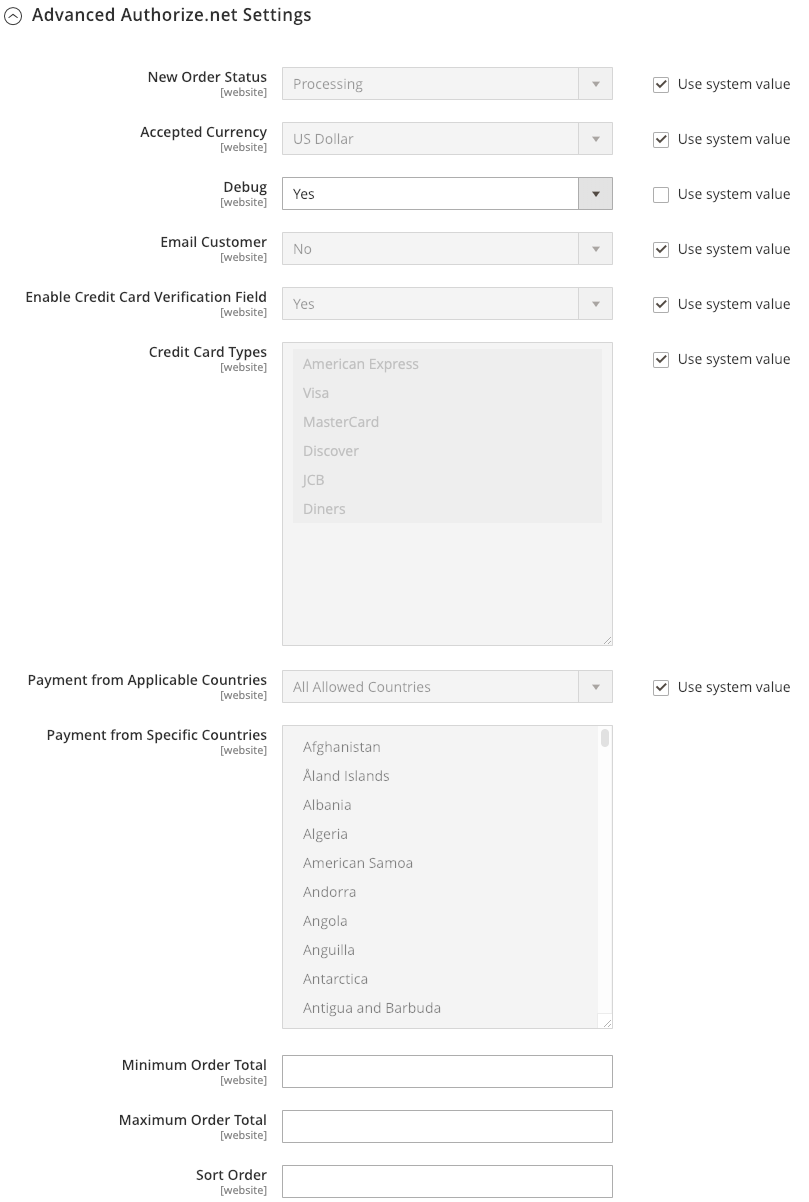 Advanced Authorize.net Settings
New Order Status
[website]
Processing
Use system value
Accepted Currency
[website]
US Dollar
Use system value
Debug
[website]
Yes
Use system value
Email Customer
[website]
No
Use system value
Enable Credit Card Verification Field
[website]
Yes
Use system value
Credit Card Types
[website]
American Express
Visa
MasterCard
Discover
JCB
Diners
Use system value
Payment from Applicable Countries
[website]
All Allowed Countries
Use system value
Payment from Specific Countries
[website]
Afghanistan
Åland Islands
Albania
Algeria
American Samoa
Andorra
Angola
Anguilla
Antarctica
Antigua and Barbuda
Minimum Order Total
[website]
Maximum Order Total
[website]
Sort Order
[website]